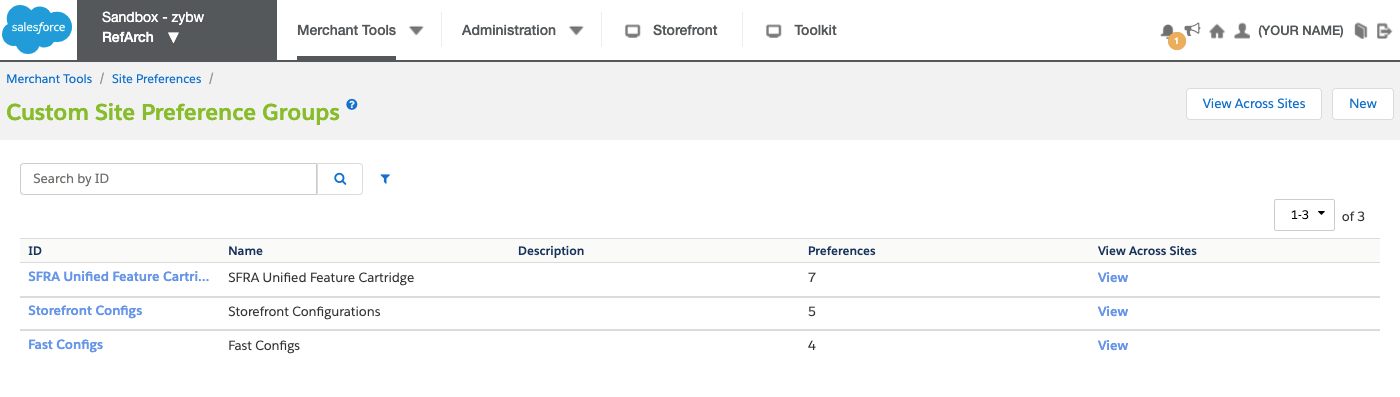 salesforce
Sandbox - zybw
RefArch
Merchant Tools
Administration
Storefront
Toolkit
1
(YOUR NAME)
Merchant Tools / Site Preferences /
Custom Site Preference Groups ?
View Across Sites
New
Search by ID
1-3 of 3
ID Name Description Preferences View Across Sites
SFRA Unified Feature Cartri... SFRA Unified Feature Cartridge 7 View
Storefront Configs Storefront Configurations 5 View
Fast Configs Fast Configs 4 View